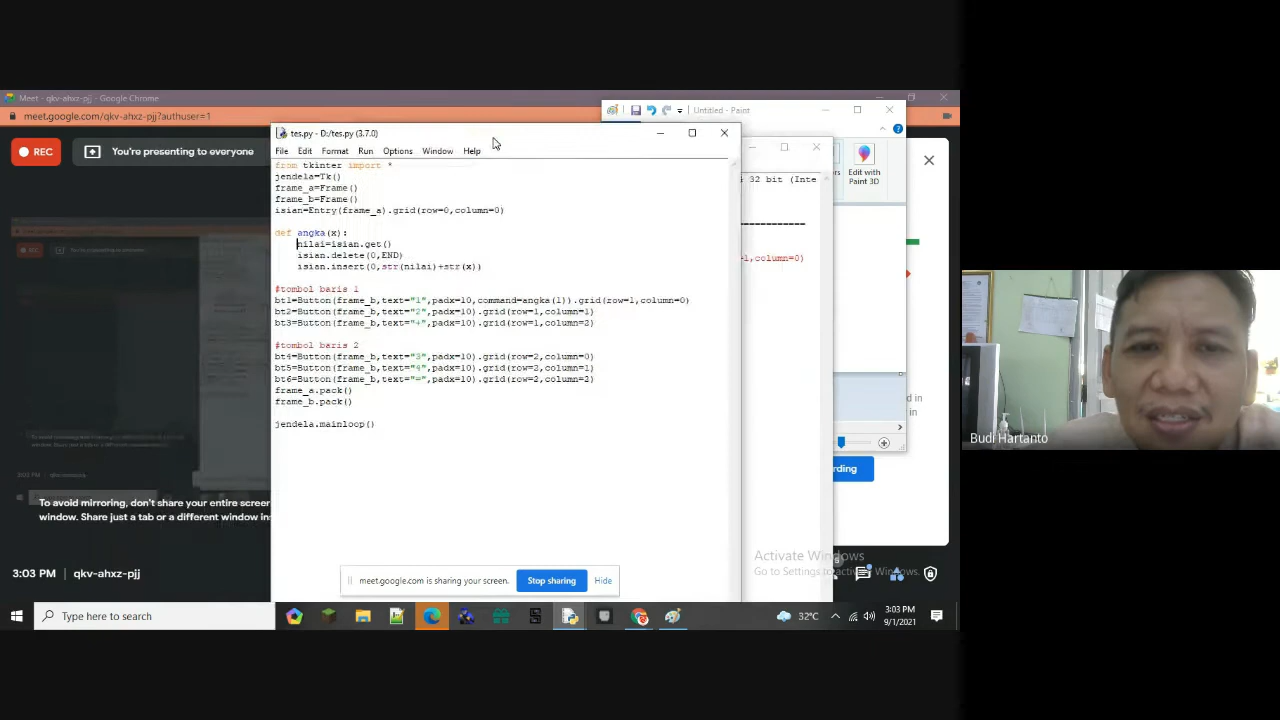 Meet - qkv-ahxz-pjj - Google Chrome
meet.google.com/qkv-ahxz-pjj?authuser=1
REC
You're presenting to everyone
Untitled - Paint
Edit with
Paint 3D
32 bit (Inte
------------
=1,column=0)
tes.py - D:/tes.py (3.7.0)
File Edit Format Run Options Window Help
from tkinter import *
jendela=Tk()
frame_a=Frame()
frame_b=Frame()
isian=Entry(frame_a).grid(row=0,column=0)
def angka(x):
nilai=isian.get()
isian.delete(0,END)
isian.insert(0,str(nilai)+str(x))
#tombol baris 1
bt1=Button(frame_b,text="1",padx=10,command=angka(1)).grid(row=1,column=0)
bt2=Button(frame_b,text="2",padx=10).grid(row=1,column=1)
bt3=Button(frame_b,text="+",padx=10).grid(row=1,column=2)
#tombol baris 2
bt4=Button(frame_b,text="3",padx=10).grid(row=2,column=0)
bt5=Button(frame_b,text="4",padx=10).grid(row=2,column=1)
bt6=Button(frame_b,text="=",padx=10).grid(row=2,column=2)
frame_a.pack()
frame_b.pack()
jendela.mainloop()
To avoid mirroring, don't share your entire screen
window. Share just a tab or a different window ins
3:03 PM | qkv-ahxz-pjj
meet.google.com is sharing your screen.
Stop sharing
Hide
Activate Windows
Go to Settings to activ Windows.
Type here to search
32°C
3:03 PM
9/1/2021
Budi Hartanto